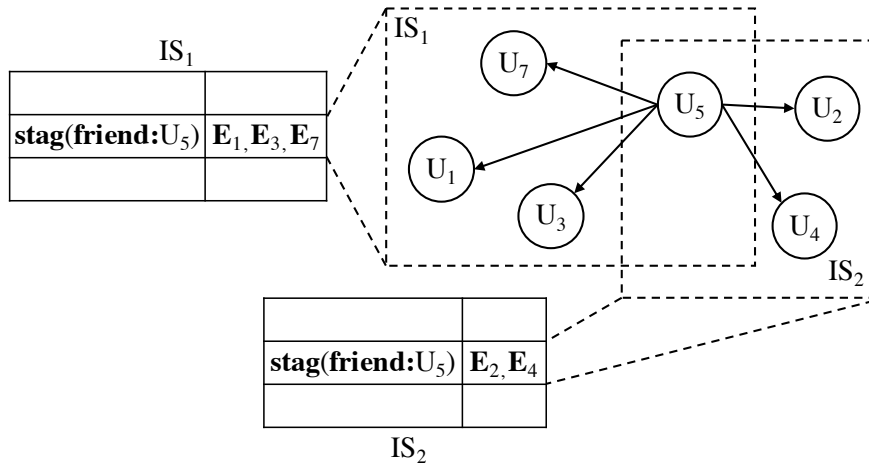 IS₁
stag(friend:U₅) E₁, E₃, E₇
IS₁
U₇
U₅
U₂
U₁
U₃
U₄
IS₂
stag(friend:U₅) E₂, E₄
IS₂